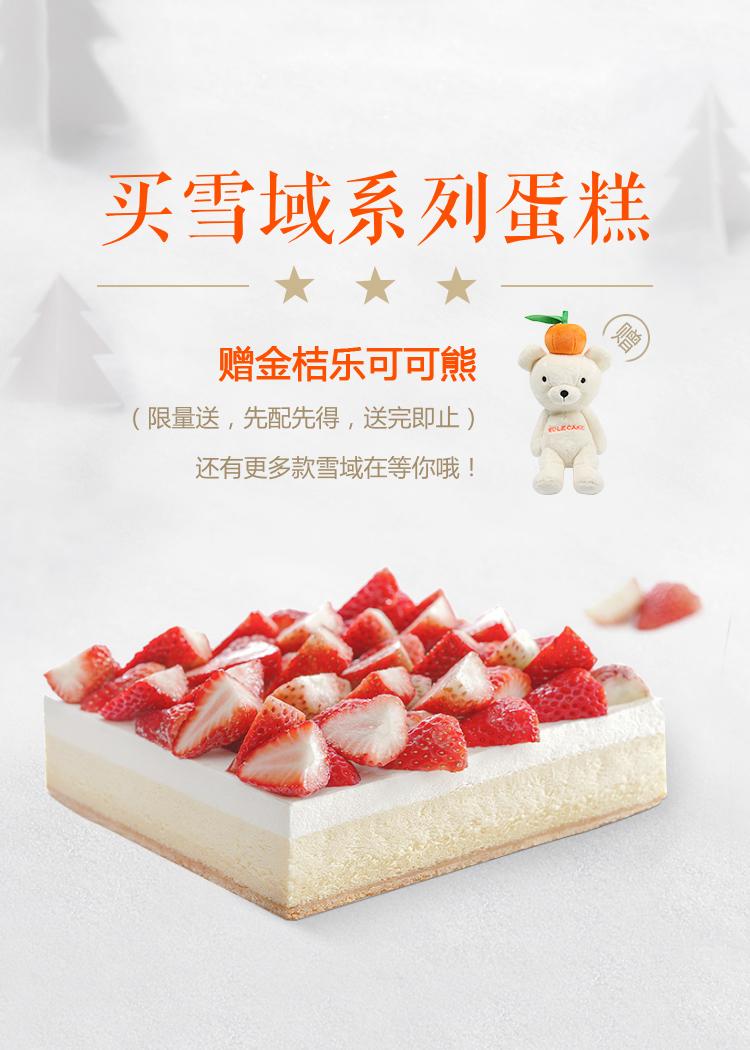 买雪域系列蛋糕
赠金桔乐可可熊
赠
（限量送，先配先得，送完即止）
还有更多款雪域在等你哦！